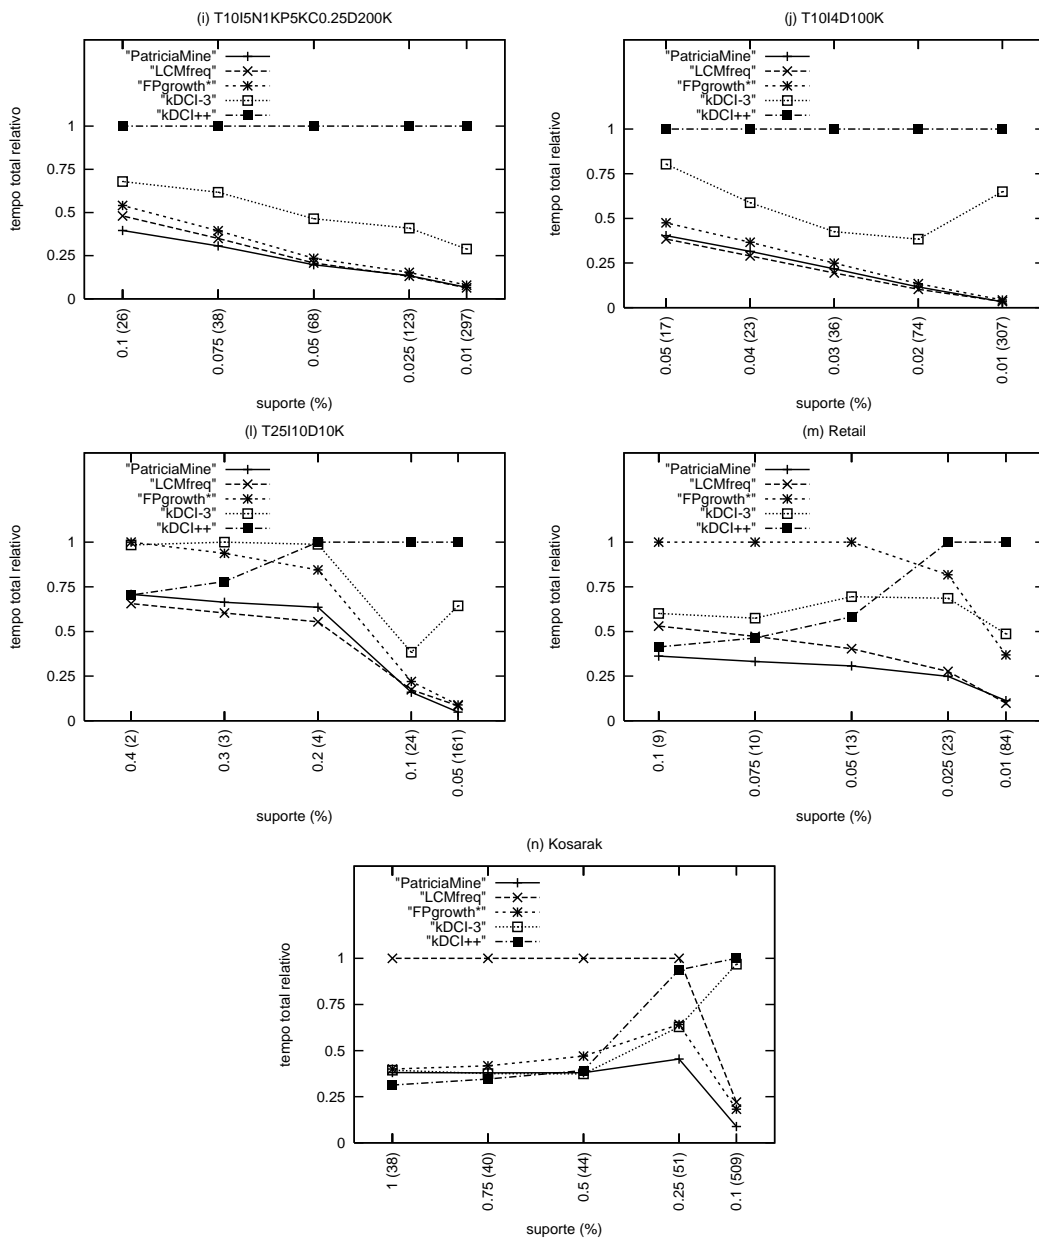 (i) T10I5N1KP5KC0.25D200K
"PatriciaMine"
"LCMfreq"
"FPgrowth*"
"kDCI-3"
"kDCI++"
1
0.75
0.5
0.25
0
tempo total relativo
0.1 (26)
0.075 (38)
0.05 (68)
0.025 (123)
0.01 (297)
suporte (%)
(j) T10I4D100K
"PatriciaMine"
"LCMfreq"
"FPgrowth*"
"kDCI-3"
"kDCI++"
1
0.75
0.5
0.25
0
tempo total relativo
0.05 (17)
0.04 (23)
0.03 (36)
0.02 (74)
0.01 (307)
suporte (%)
(l) T25I10D10K
"PatriciaMine"
"LCMfreq"
"FPgrowth*"
"kDCI-3"
"kDCI++"
1
0.75
0.5
0.25
0
tempo total relativo
0.4 (2)
0.3 (3)
0.2 (4)
0.1 (24)
0.05 (161)
suporte (%)
(m) Retail
"PatriciaMine"
"LCMfreq"
"FPgrowth*"
"kDCI-3"
"kDCI++"
1
0.75
0.5
0.25
0
tempo total relativo
0.1 (9)
0.075 (10)
0.05 (13)
0.025 (23)
0.01 (84)
suporte (%)
(n) Kosarak
"PatriciaMine"
"LCMfreq"
"FPgrowth*"
"kDCI-3"
"kDCI++"
1
0.75
0.5
0.25
0
tempo total relativo
1 (38)
0.75 (40)
0.5 (44)
0.25 (51)
0.1 (509)
suporte (%)